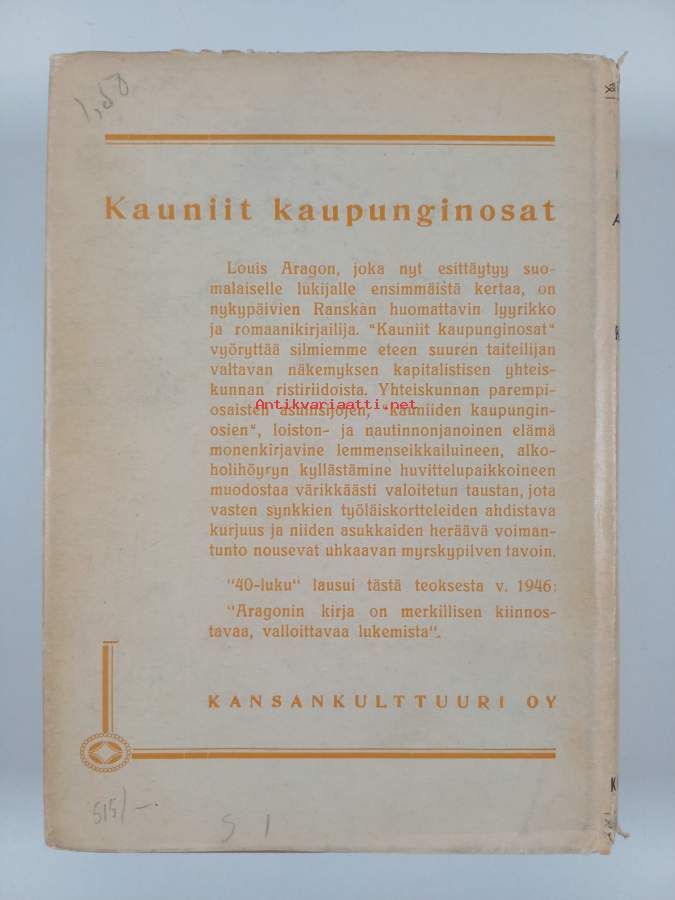 1,50
Kauniit kaupunginosat
Louis Aragon, joka nyt esittäytyy suo-
malaiselle lukijalle ensimmäistä kertaa, on
nykypäivien Ranskan huomattavin lyyrikko
ja romaanikirjailija. "Kauniit kaupunginosat"
vyöryttää silmiemme eteen suuren taiteilijan
valtavan näkemyksen kapitalistisen yhteis-
kunnan ristiriidoista. Yhteiskunnan parempi-
Antikvariaatti.net
osaisten asuinsijojen, "kauniiden kaupungin-
osien", loiston- ja nautinnonjanoinen elämä
monenkirjavine lemmenseikkailuineen, alko-
holihöyryn kyllästämine huvittelupaikkoineen
muodostaa värikkäästi valoitetun taustan, jota
vasten synkkien työläiskortteleiden ahdistava
kurjuus ja niiden asukkaiden heräävä voiman-
tunto nousevat uhkaavan myrskypilven tavoin.
"40-luku" lausui tästä teoksesta v. 1946:
"Aragonin kirja on merkillisen kiinnos-
tavaa, valloittavaa lukemista".
KANSANKULTTUURI OY
515/-
S 1